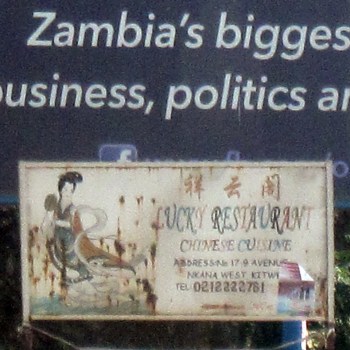 Zambia's bigges
business, politics an
f
祥云阁
LUCKY RESTAURANT
CHINESE CUISINE
ADDRESS:No 17-9 AVENUE
NKANA WEST KITWE
TEL: 0212222761